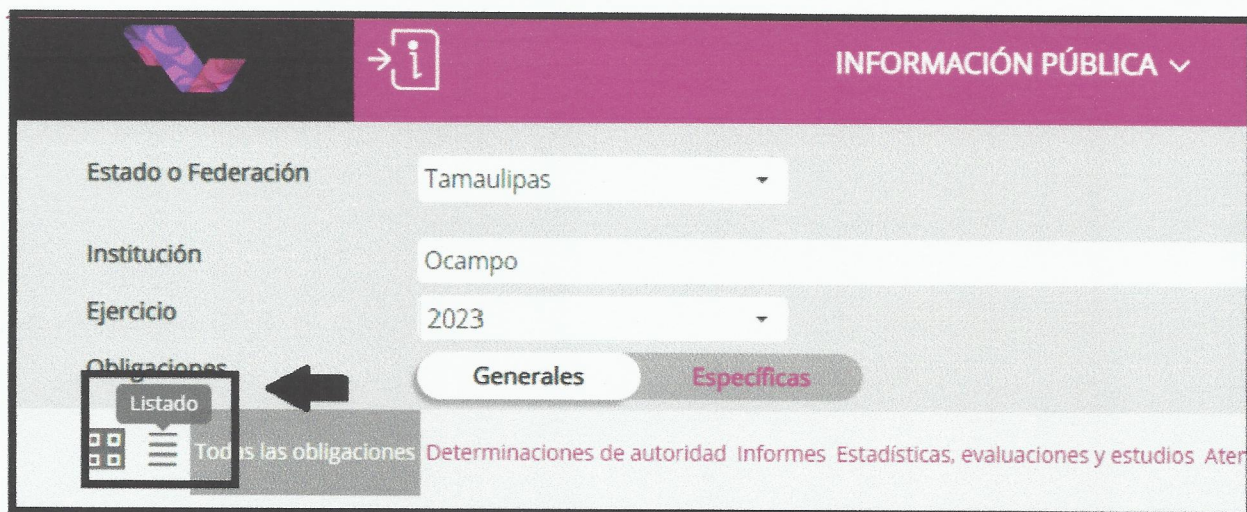 INFORMACIÓN PÚBLICA
Estado o Federación
Tamaulipas
Institución
Ocampo
Ejercicio
2023
Obligaciones
Generales
Específicas
Listado
Todas las obligaciones Determinaciones de autoridad Informes Estadísticas, evaluaciones y estudios